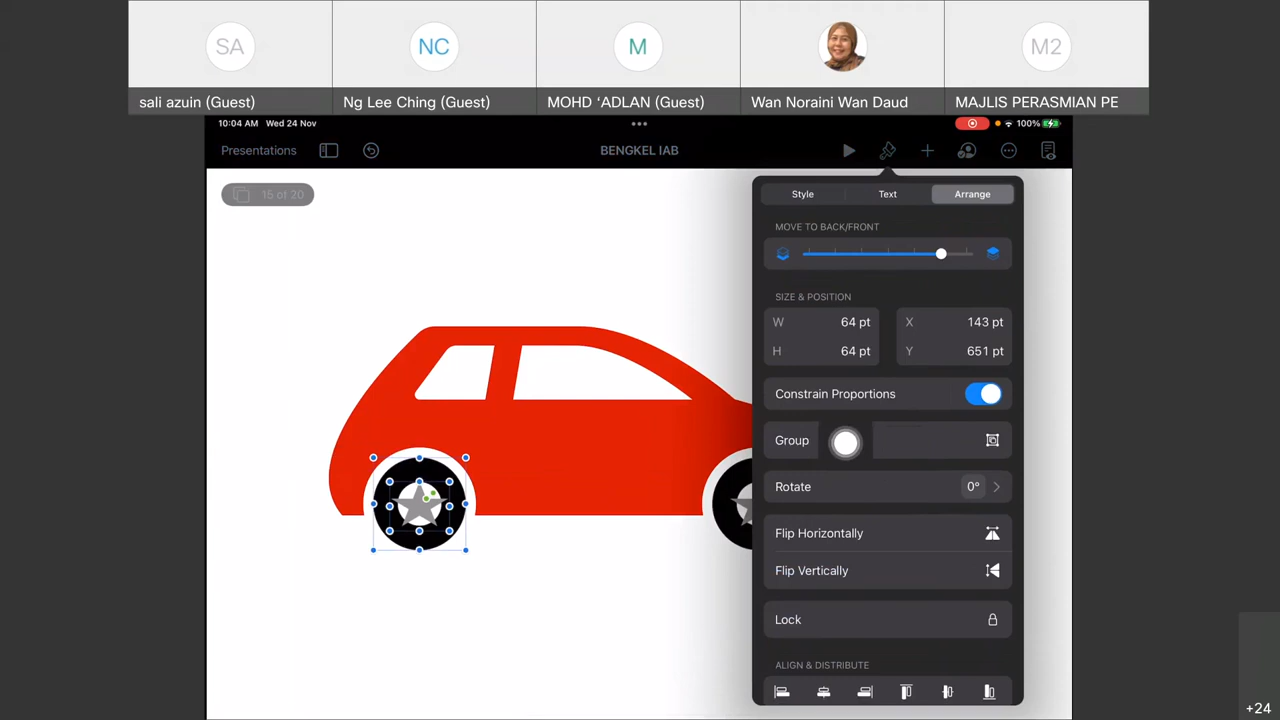 SA
NC
M
M2
sali azuin (Guest)
Ng Lee Ching (Guest)
MOHD ‘ADLAN (Guest)
Wan Noraini Wan Daud
MAJLIS PERASMIAN PE
10:04 AM Wed 24 Nov
100%
Presentations
BENGKEL IAB
15 of 20
Style
Text
Arrange
MOVE TO BACK/FRONT
SIZE & POSITION
W 64 pt
X 143 pt
H 64 pt
Y 651 pt
Constrain Proportions
Group
Rotate 0°
Flip Horizontally
Flip Vertically
Lock
ALIGN & DISTRIBUTE
+24